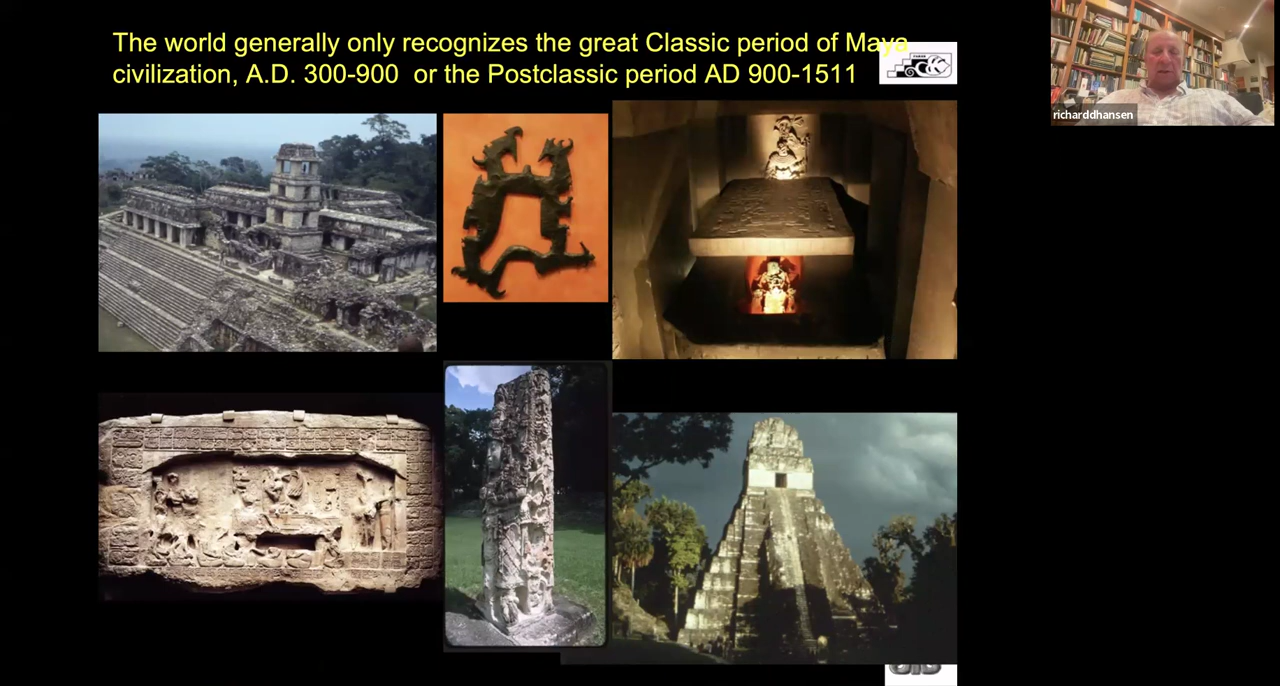 The world generally only recognizes the great Classic period of Maya
civilization, A.D. 300-900  or the Postclassic period AD 900-1511
richarddhansen